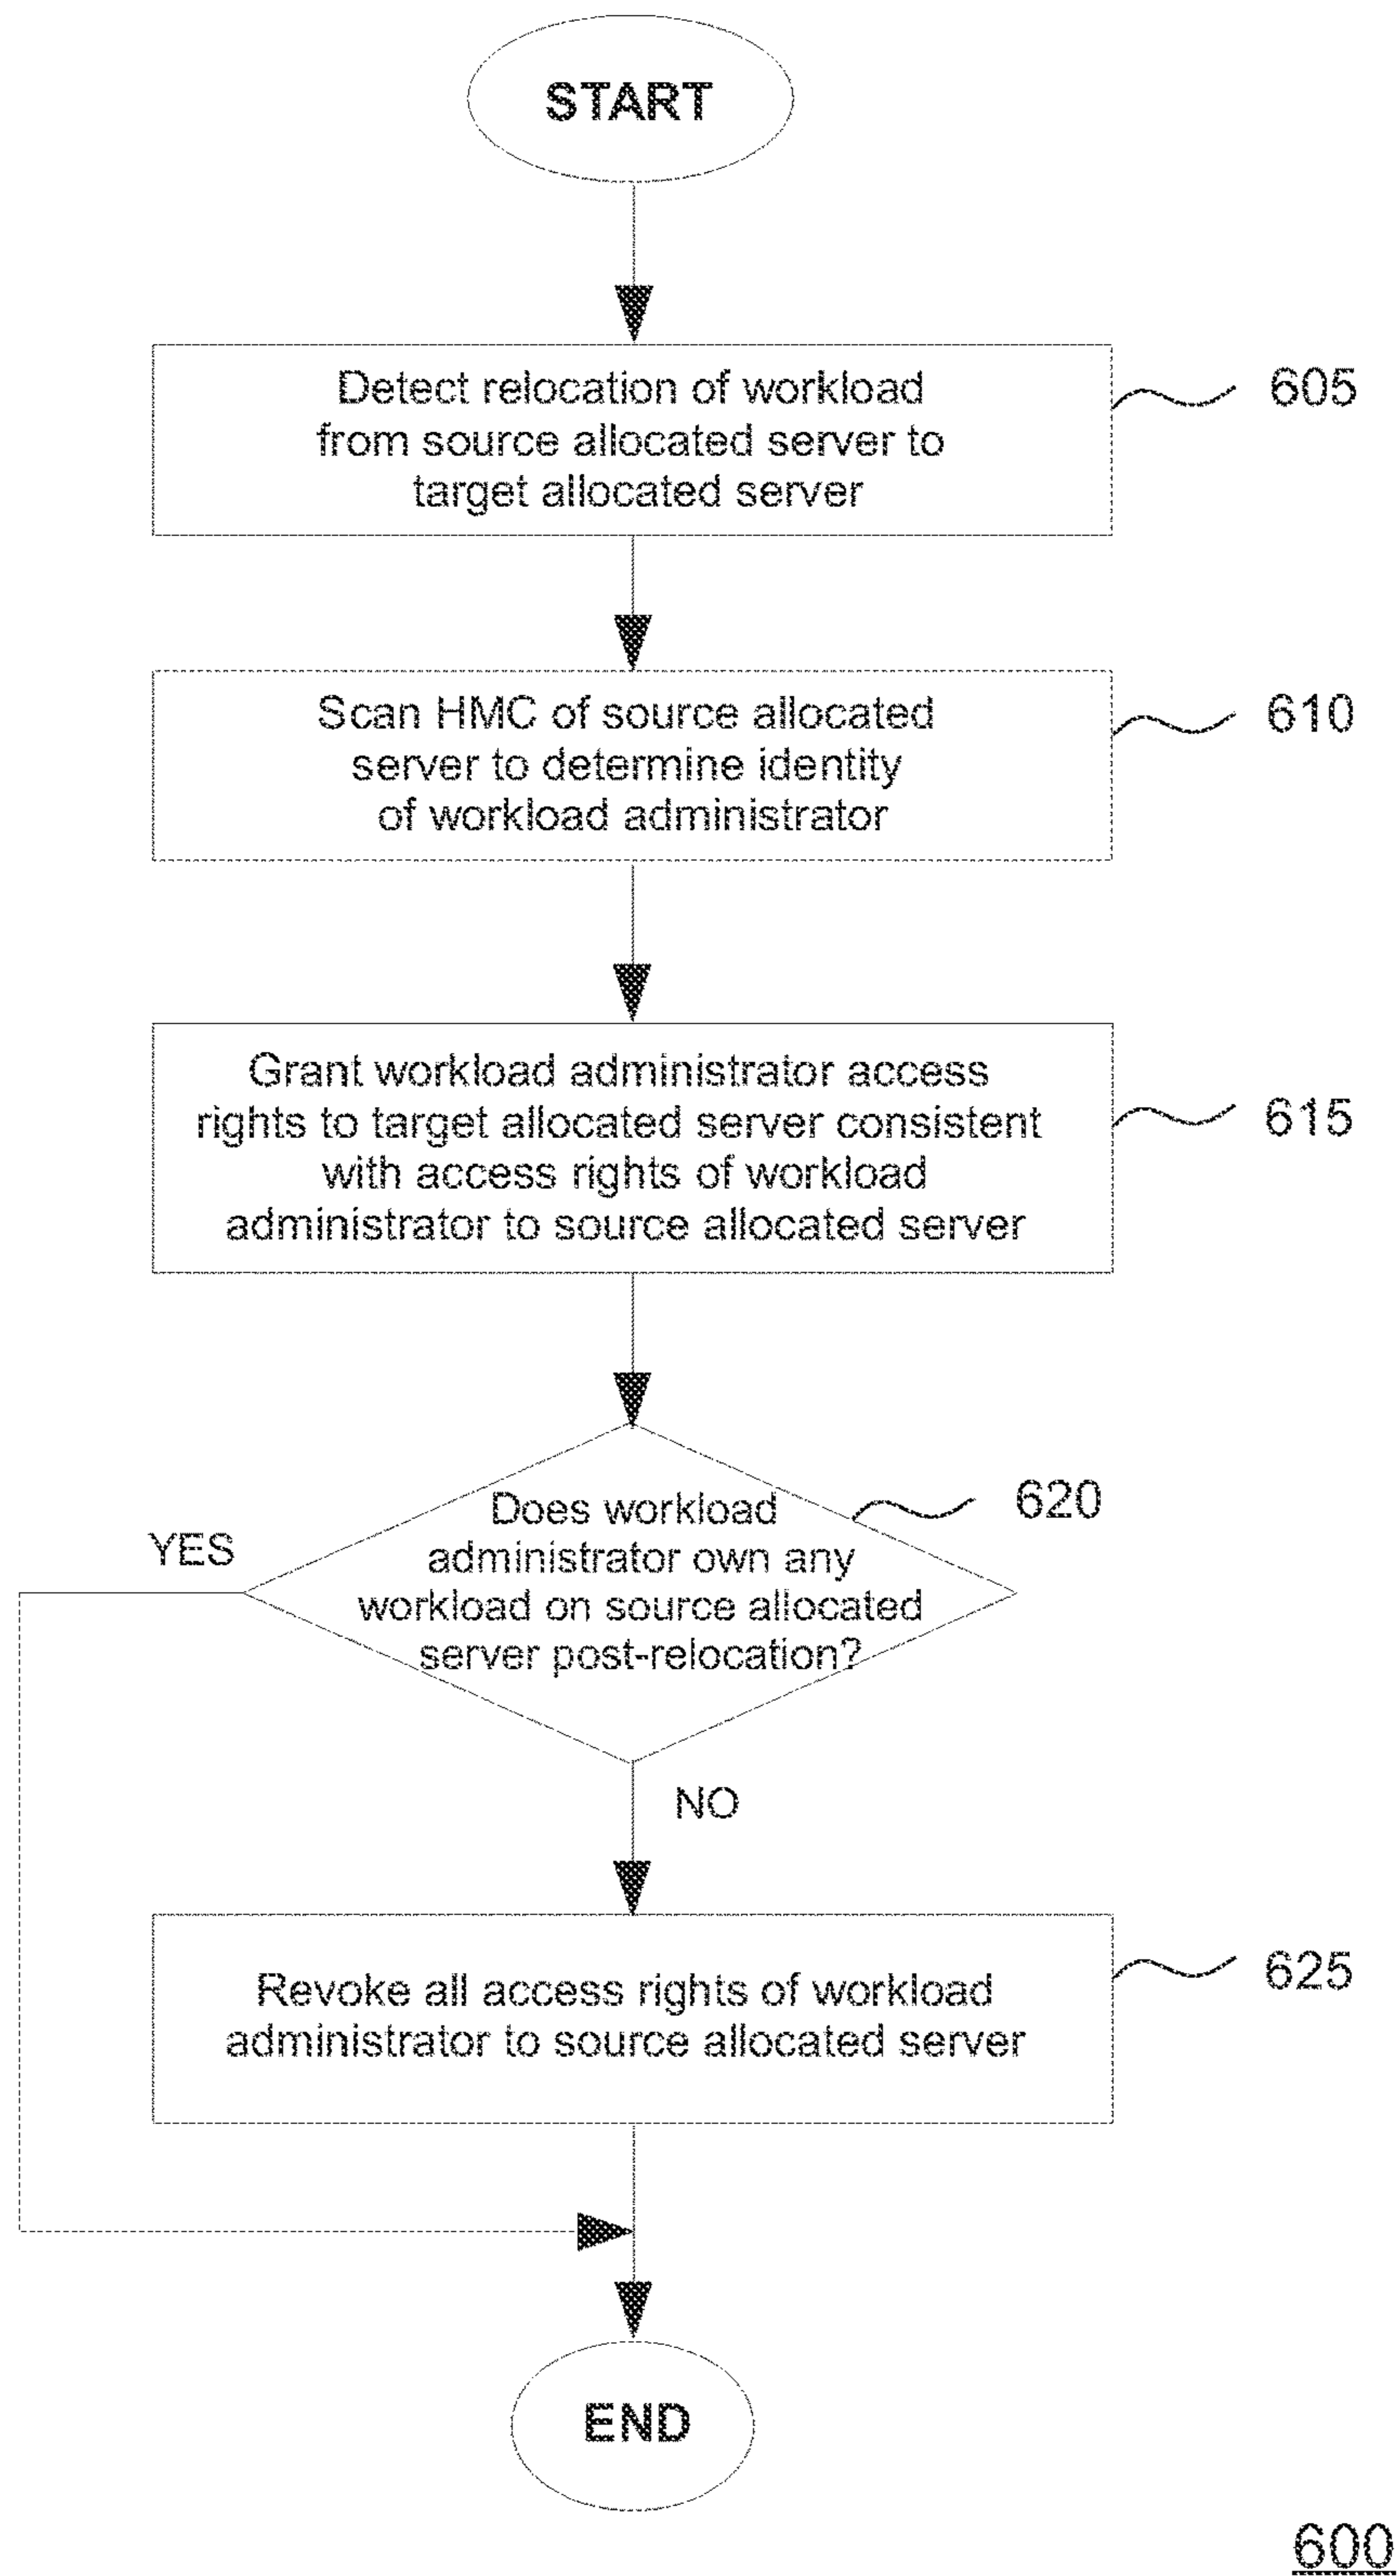 START
Detect relocation of workload
from source allocated server to
target allocated server
605
Scan HMC of source allocated
server to determine identity
of workload administrator
610
Grant workload administrator access
rights to target allocated server consistent
with access rights of workload
administrator to source allocated server
615
Does workload
administrator own any
workload on source allocated
server post-relocation?
620
YES
NO
Revoke all access rights of workload
administrator to source allocated server
625
END
600